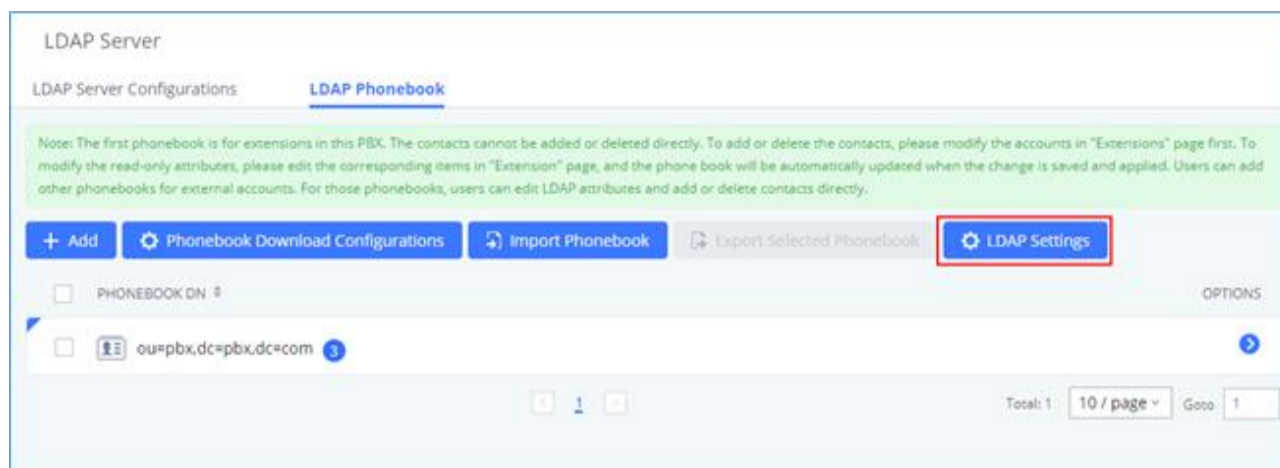 LDAP Server
LDAP Server Configurations LDAP Phonebook
Note: The first phonebook is for extensions in this PBX. The contacts cannot be added or deleted directly. To add or delete the contacts, please modify the accounts in "Extensions" page first. To
modify the read-only attributes, please edit the corresponding items in "Extension" page, and the phone book will be automatically updated when the change is saved and applied. Users can add
other phonebooks for external accounts. For those phonebooks, users can edit LDAP attributes and add or delete contacts directly.
+ Add Phonebook Download Configurations Import Phonebook Export Selected Phonebook LDAP Settings
PHONEBOOK DN OPTIONS
ou=pbx,dc=pbx,dc=com 3
< 1 > Total: 1 10 / page Goto 1